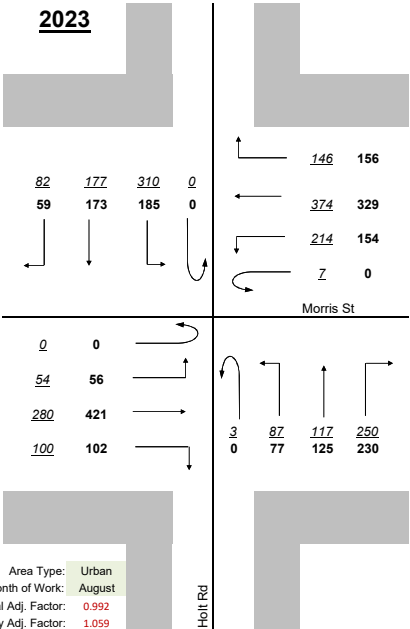 2023
146 156
82 177 310 0
59 173 185 0
374 329
214 154
7 0
Morris St
0 0
54 56
280 421
100 102
3 87 117 250
0 77 125 230
Area Type: Urban
onth of Work: August
al Adj. Factor: 0.992
y Adj. Factor: 1.059
Holt Rd